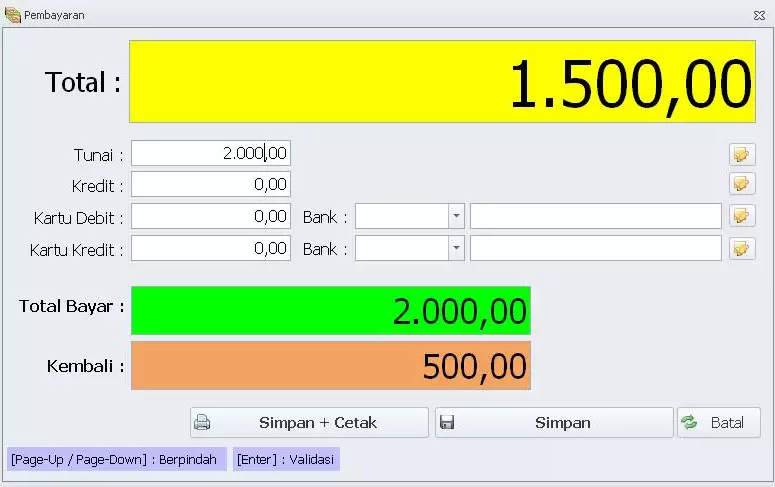 Pembayaran
Total : 1.500,00
Tunai : 2.000,00
Kredit : 0,00
Kartu Debit : 0,00 Bank :
Kartu Kredit : 0,00 Bank :
Total Bayar : 2.000,00
Kembali : 500,00
Simpan + Cetak Simpan Batal
[Page-Up / Page-Down] : Berpindah [Enter] : Validasi